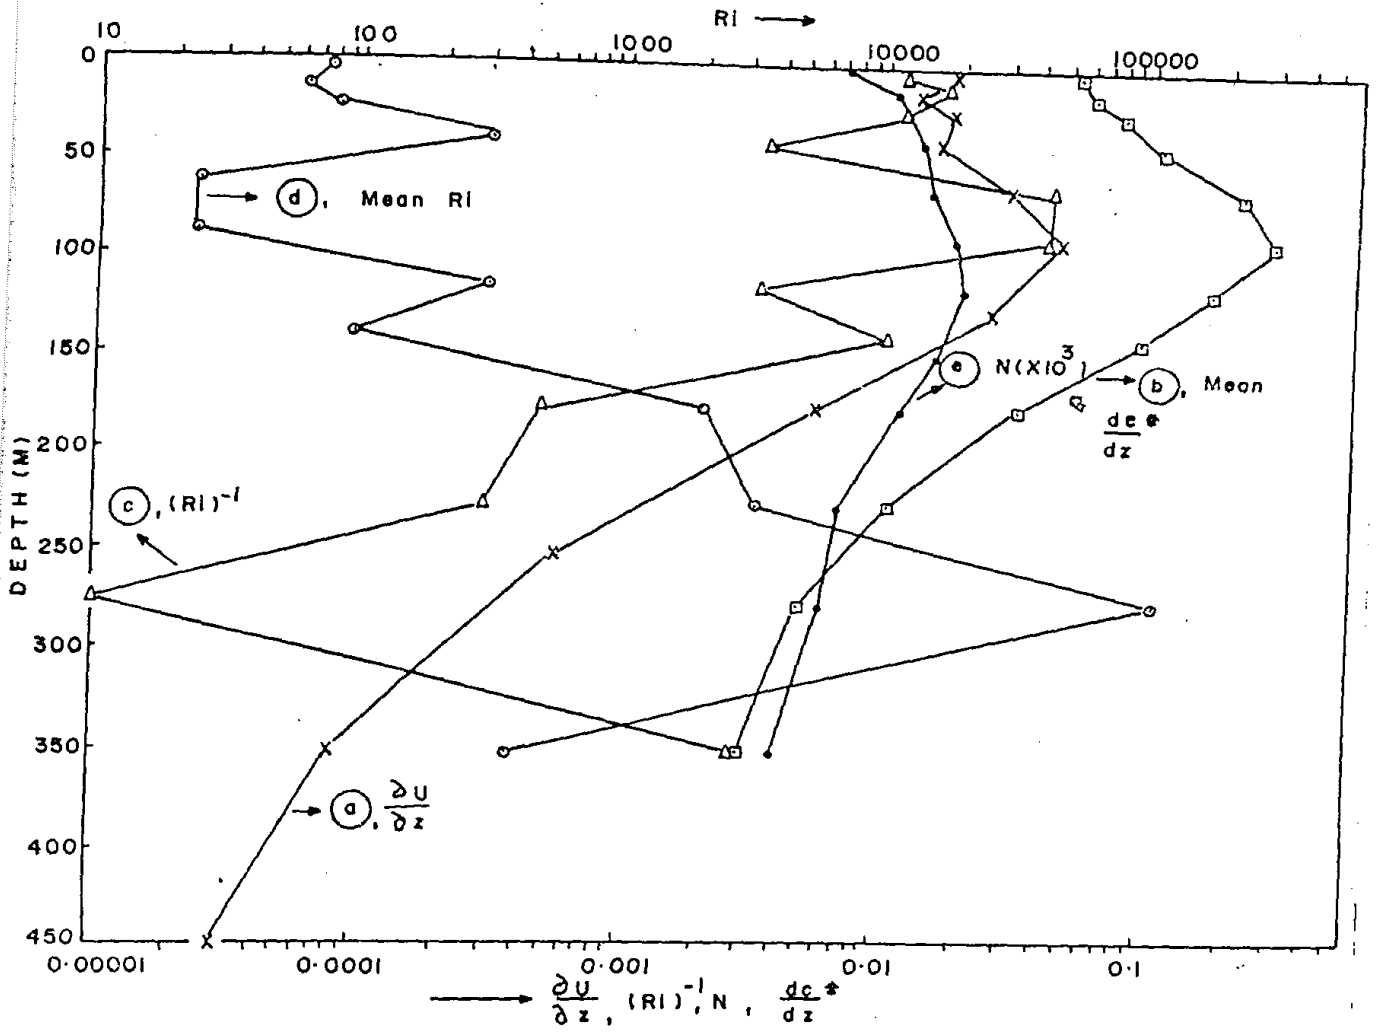 RI
10 100 1000 10000 100000
0
50
100
150
200
250
300
350
400
450
DEPTH (M)
d, Mean RI
e N(X10³)
b, Mean
de*
dz
c, (RI)⁻¹
a, ∂U
∂z
0.00001 0.0001 0.001 0.01 0.1
∂U
∂z, (RI)⁻¹, N, dc*
dz